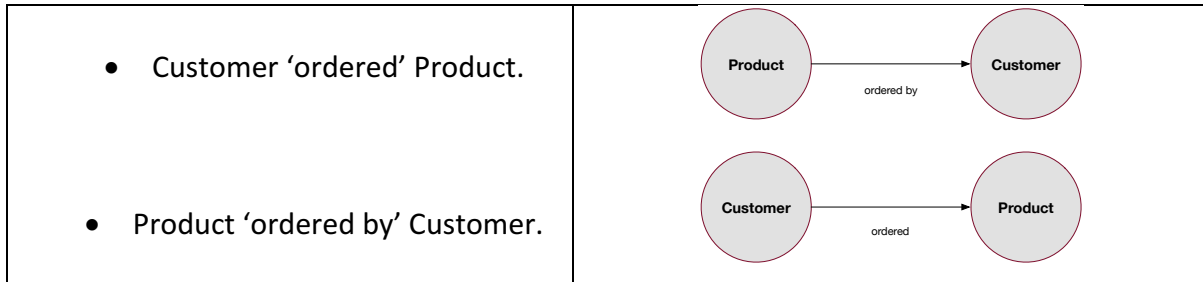 • Customer ‘ordered’ Product.
• Product ‘ordered by’ Customer.
Product
Customer
ordered by
Customer
Product
ordered